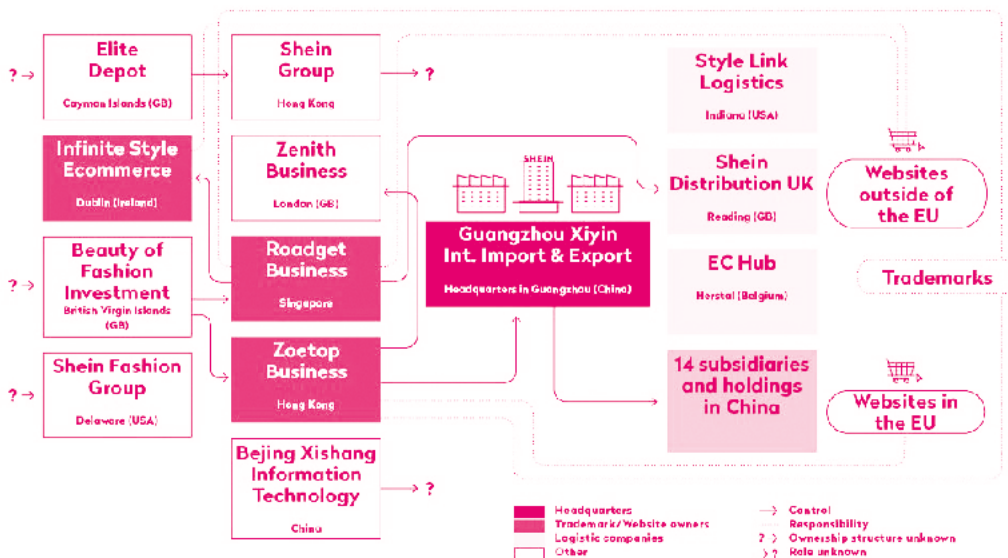 Elite
Depot
Cayman Islands (GB)
?
Shein
Group
Hong Kong
?
Infinite Style
Ecommerce
Dublin (Ireland)
Zenith
Business
London (GB)
Beauty of
Fashion
Investment
British Virgin Islands
(GB)
?
Roadget
Business
Singapore
Shein Fashion
Group
Delaware (USA)
?
Zoetop
Business
Hong Kong
Bejing Xishang
Information
Technology
China
?
SHEIN
Guangzhou Xiyin
Int. Import & Export
Headquarters in Guangzhou (China)
Style Link
Logistics
Indiana (USA)
Shein
Distribution UK
Reading (GB)
EC Hub
Herstal (Belgium)
14 subsidiaries
and holdings
in China
Websites
outside of
the EU
Trademarks
Websites in
the EU
Headquarters
Trademark/Website owners
Logistic companies
Other
Control
Responsibility
? Ownership structure unknown
? Role unknown